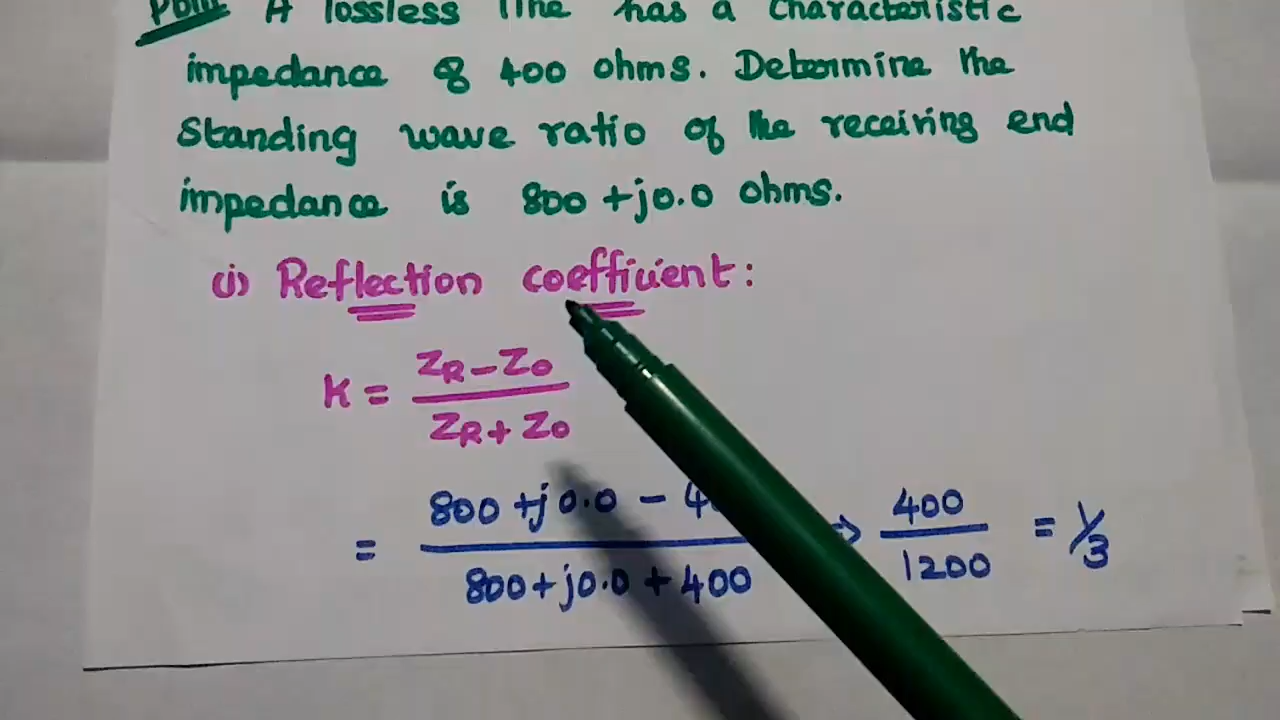 Point A lossless line has a characteristic
impedance of 400 ohms. Determine the
Standing wave ratio of the receiving end
impedance is 800 +j0.0 ohms.
(i) Reflection coefficient:
K = ZR-Z0 / ZR+Z0
= 800 +j0.0 - 4 / 800+j0.0 + 400 ⇒ 400 / 1200 = 1/3